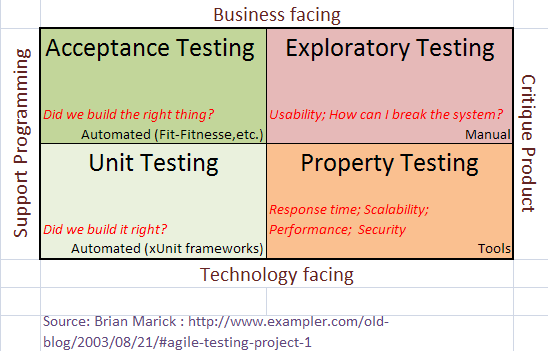 Business facing
Support Programming
Acceptance Testing
Did we build the right thing?
Automated (Fit-Fitnesse,etc.)
Exploratory Testing
Usability; How can I break the system?
Manual
Critique Product
Unit Testing
Did we build it right?
Automated (xUnit frameworks)
Property Testing
Response time; Scalability;
Performance;  Security
Tools
Technology facing
Source: Brian Marick : http://www.exampler.com/old-
blog/2003/08/21/#agile-testing-project-1